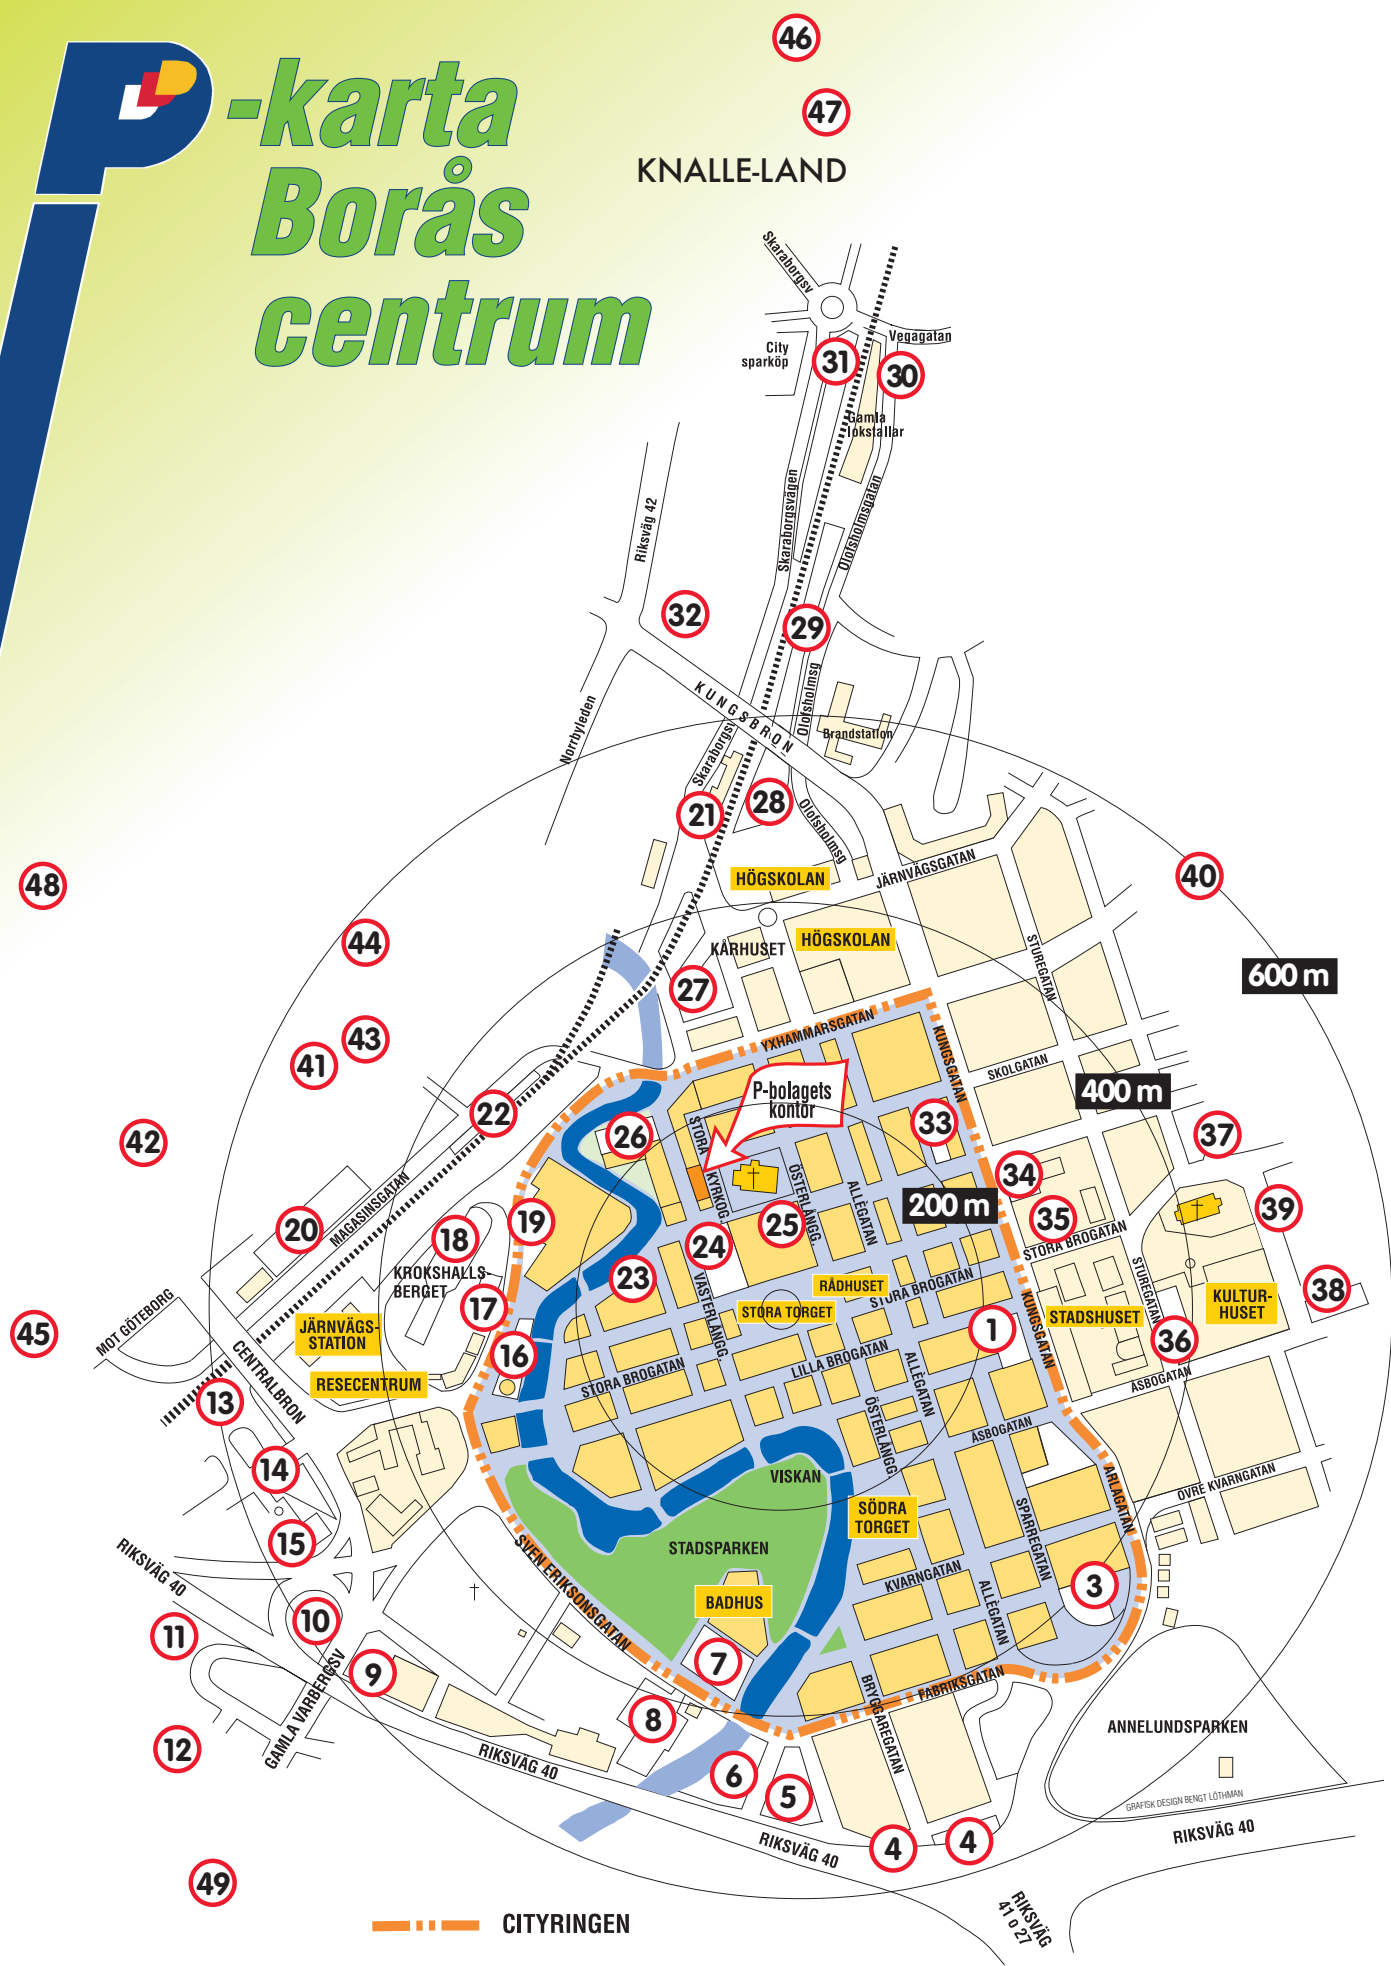 P-karta
Borås
centrum
46
47
KNALLE-LAND
Skaraborgsv
Vegagatan
City
sparköp
31
30
Gamla
lokstallar
Riksväg 42
Skaraborgsvägen
Olofsholmsgatan
32
29
Olofsholmsg
KUNGSBRON
Norrbyleden
Skaraborgsv
Brandstation
21
28
Olofsholmsg
HÖGSKOLAN
JÄRNVÄGSGATAN
40
48
44
KÅRHUSET
HÖGSKOLAN
STUREGATAN
600 m
27
YXHAMMARSGATAN
KUNGSGATAN
43
41
SKOLGATAN
400 m
P-bolagets
kontor
22
26
STORA KYRKOG.
33
37
42
ÖSTERLÅNGG.
ALLÉGATAN
34
200 m
MAGASINSGATAN
20
19
18
24
25
35
STORA BROGATAN
39
KROKSHALLS-
BERGET
23
VÄSTERLÅNGG.
RÅDHUSET
STORA BROGATAN
STUREGATAN
KULTUR-
HUSET
38
17
STORA TORGET
KUNGSGATAN
STADSHUSET
45
MOT GÖTEBORG
JÄRNVÄGS-
STATION
1
36
16
CENTRALBRON
RESECENTRUM
STORA BROGATAN
LILLA BROGATAN
ALLÉGATAN
ÅSBOGATAN
13
ÖSTERLÅNGG.
ÅSBOGATAN
14
VISKAN
ARLAGATAN
ÖVRE KVARNGATAN
SÖDRA
TORGET
SPARREGATAN
15
SVEN ERIKSONSGATAN
STADSPARKEN
RIKSVÄG 40
KVARNGATAN
3
BADHUS
ALLÉGATAN
10
11
7
9
GAMLA VARBERGSV
BRYGGAREGATAN
FABRIKSGATAN
8
ANNELUNDSPARKEN
12
RIKSVÄG 40
6
5
GRAFISK DESIGN BENGT LÖTHMAN
RIKSVÄG 40
RIKSVÄG 40
4
4
49
RIKSVÄG
41 o 27
CITYRINGEN